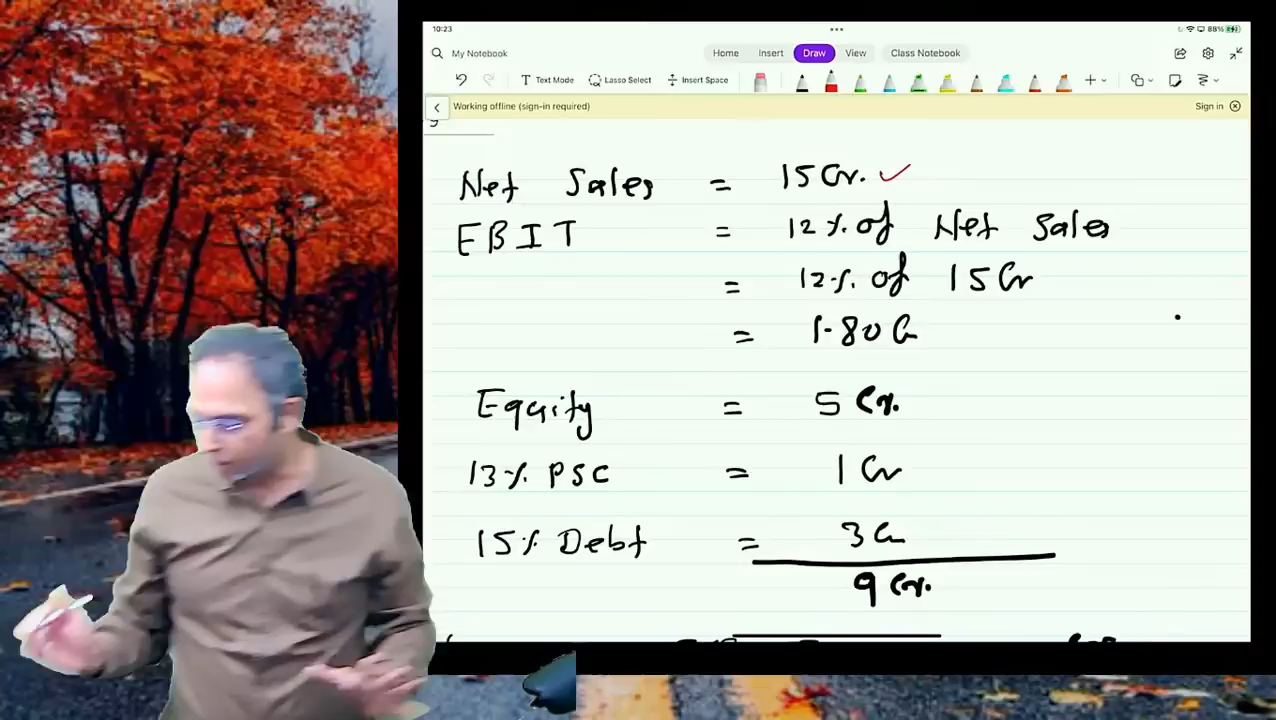 10:23
88%
My Notebook
Home Insert Draw View Class Notebook
Text Mode Lasso Select Insert Space
Working offline (sign-in required) Sign in
Net Sales = 15 Cr.
EBIT = 12 % of Net Sales
= 12 % of 15 Cr
= 1.80 Cr
Equity = 5 Cr.
13 % PSC = 1 Cr
15 % Debt = 3 Cr
9 Cr.